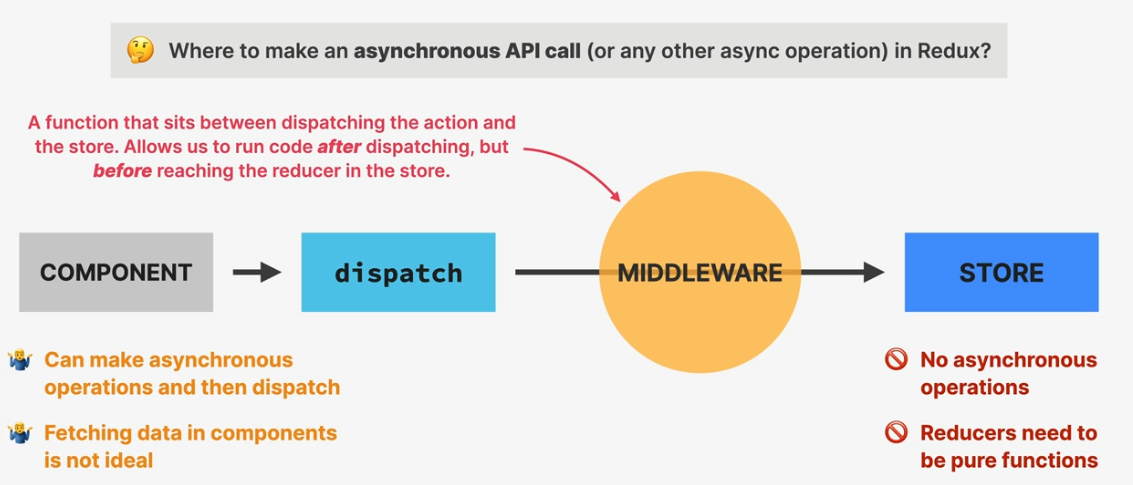 🤔 Where to make an asynchronous API call (or any other async operation) in Redux?
A function that sits between dispatching the action and
the store. Allows us to run code after dispatching, but
before reaching the reducer in the store.
COMPONENT
dispatch
MIDDLEWARE
STORE
🤷‍♂️ Can make asynchronous
operations and then dispatch
🤷‍♂️ Fetching data in components
is not ideal
🚫 No asynchronous
operations
🚫 Reducers need to
be pure functions